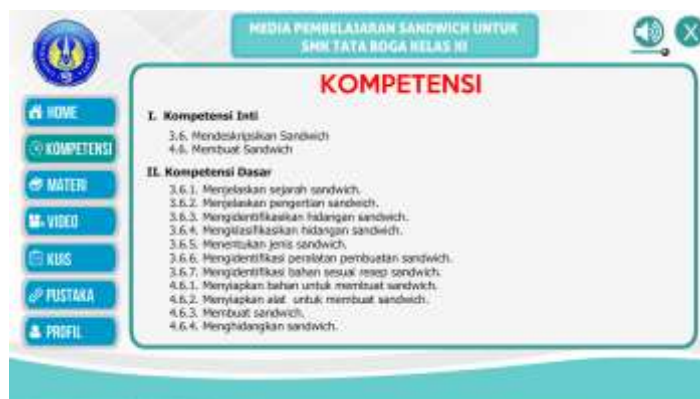 MEDIA PEMBELAJARAN SANDWICH UNTUK
SMK TATA BOGA KELAS XI
KOMPETENSI
HOME
KOMPETENSI
MATERI
VIDEO
KUIS
PUSTAKA
PROFIL
X
I. Kompetensi Inti
3.6. Mendeskripsikan Sandwich
4.6. Membuat Sandwich
II. Kompetensi Dasar
3.6.1. Menjelaskan sejarah sandwich.
3.6.2. Menjelaskan pengertian sandwich.
3.6.3. Mengidentifikasikan hidangan sandwich.
3.6.4. Mengklasifikasikan hidangan sandwich.
3.6.5. Menentukan jenis sandwich.
3.6.6. Mengidentifikasi peralatan pembuatan sandwich.
3.6.7. Mengidentifikasi bahan sesuai resep sandwich.
4.6.1. Menyiapkan bahan untuk membuat sandwich.
4.6.2. Menyiapkan alat untuk membuat sandwich.
4.6.3. Membuat sandwich.
4.6.4. Menghidangkan sandwich.